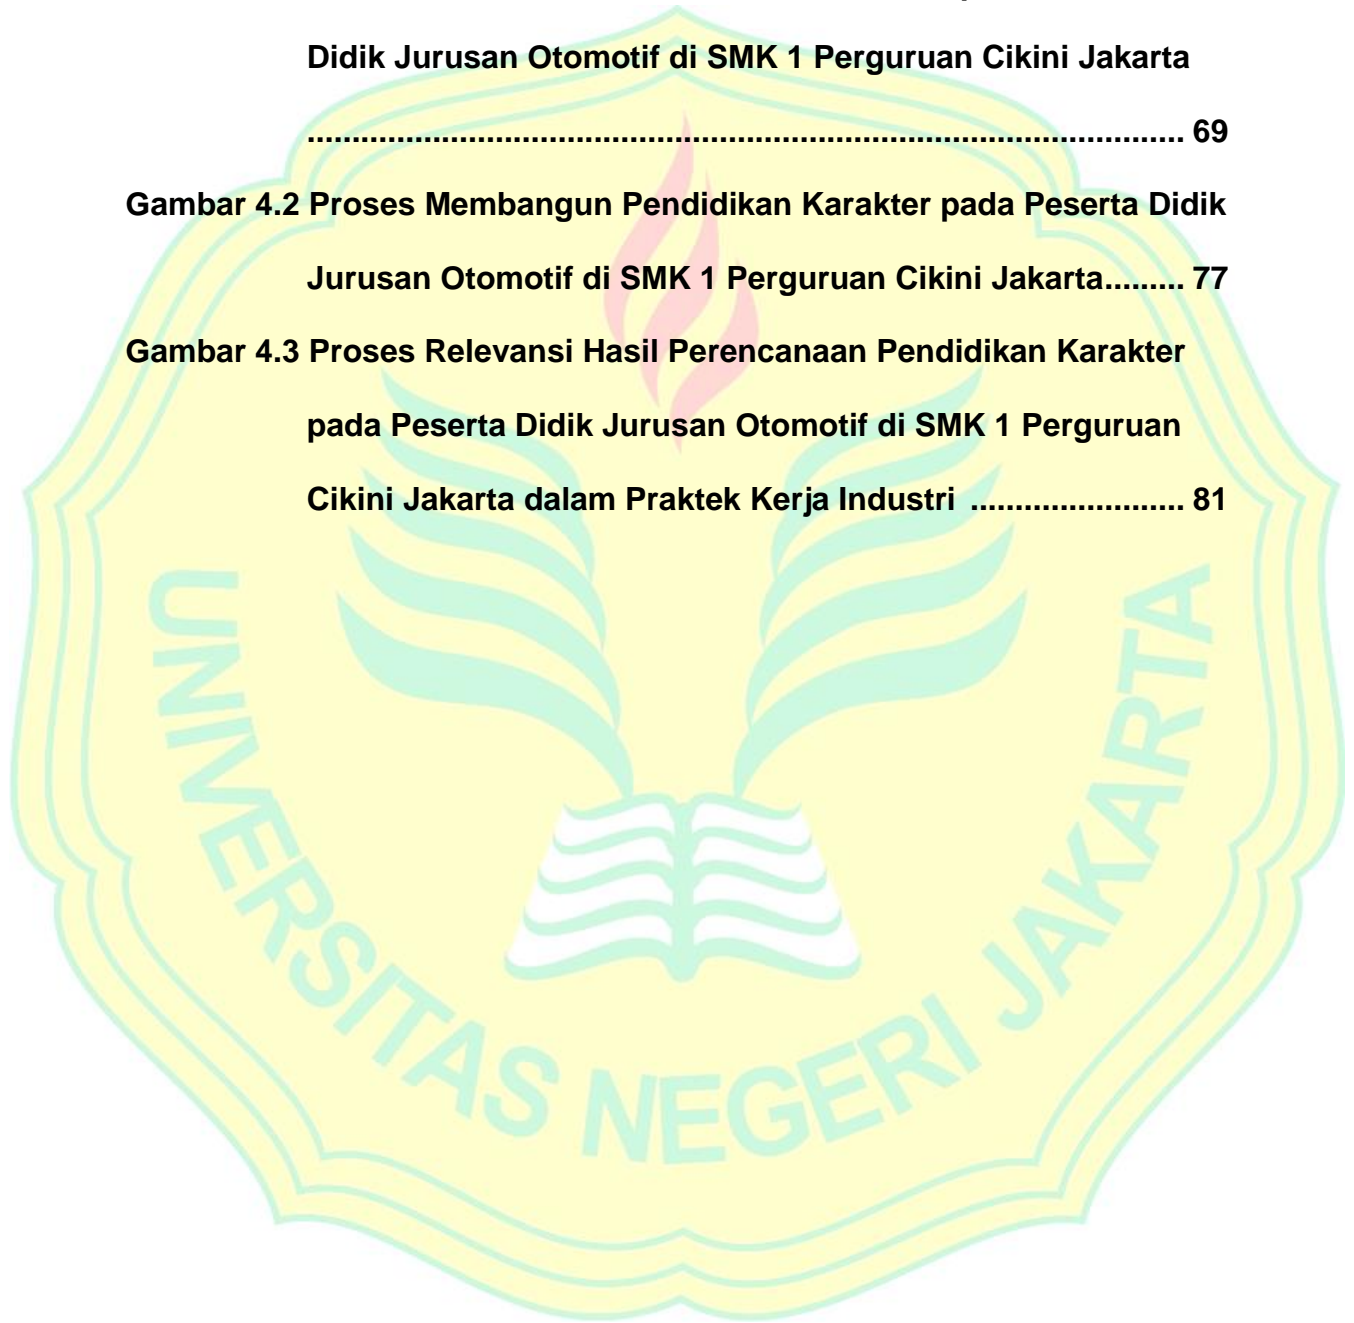 Didik Jurusan Otomotif di SMK 1 Perguruan Cikini Jakarta
.................................................................................................... 69
Gambar 4.2 Proses Membangun Pendidikan Karakter pada Peserta Didik
Jurusan Otomotif di SMK 1 Perguruan Cikini Jakarta......... 77
Gambar 4.3 Proses Relevansi Hasil Perencanaan Pendidikan Karakter
pada Peserta Didik Jurusan Otomotif di SMK 1 Perguruan
Cikini Jakarta dalam Praktek Kerja Industri ........................ 81
UNIVERSITAS NEGERI JAKARTA